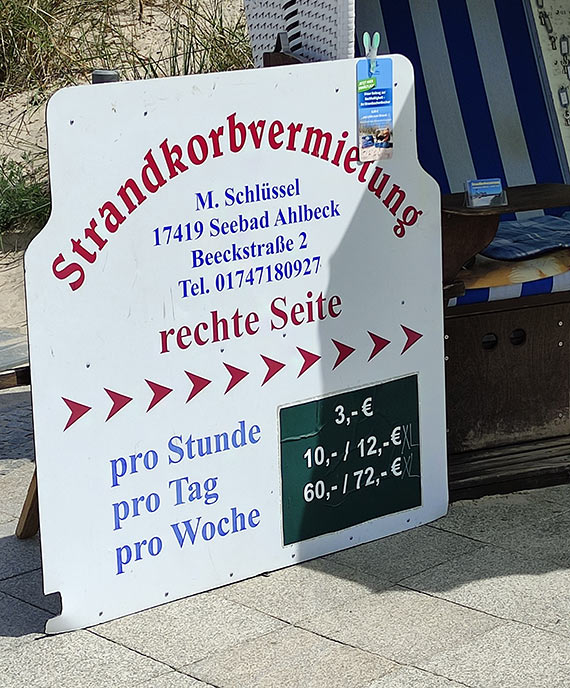 Strandkorbvermietung
M. Schlüssel
17419 Seebad Ahlbeck
Beeckstraße 2
Tel. 01747180927
rechte Seite
pro Stunde 3,-€
pro Tag 10,-/ 12,-€ XL
pro Woche 60,-/ 72,-€ XL